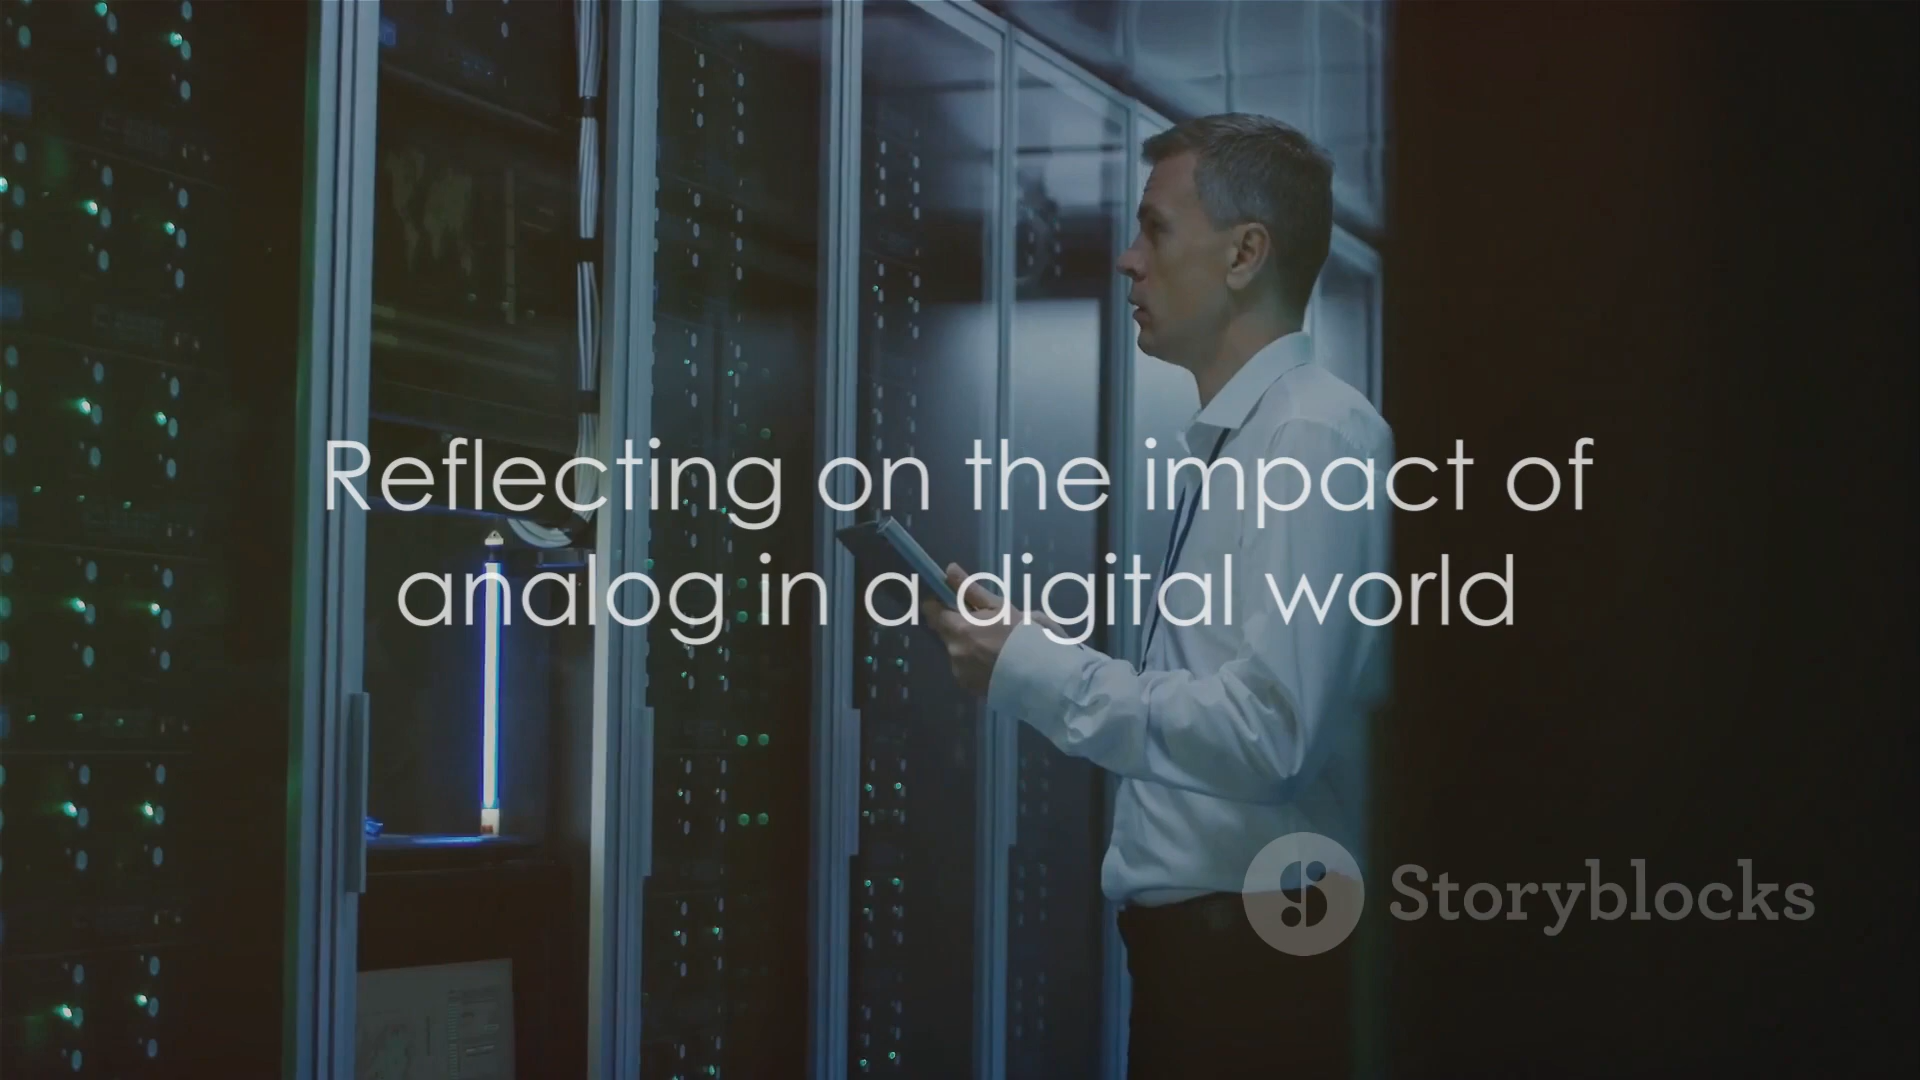 Reflecting on the impact of
analog in a digital world
Storyblocks